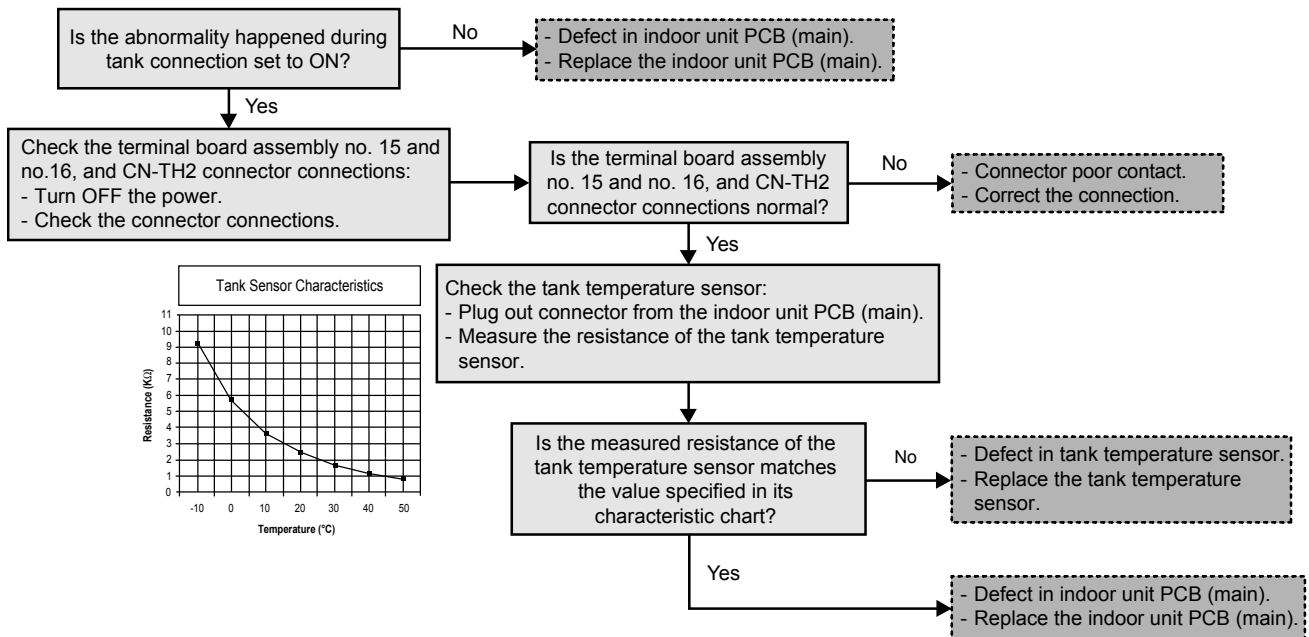 Is the abnormality happened during
tank connection set to ON?
No
- Defect in indoor unit PCB (main).
- Replace the indoor unit PCB (main).
Yes
Check the terminal board assembly no. 15 and
no.16, and CN-TH2 connector connections:
- Turn OFF the power.
- Check the connector connections.
Is the terminal board assembly
no. 15 and no. 16, and CN-TH2
connector connections normal?
No
- Connector poor contact.
- Correct the connection.
Yes
Tank Sensor Characteristics
11
10
9
8
7
6
5
4
3
2
1
0
Resistance (KΩ)
-10 0 10 20 30 40 50
Temperature (°C)
Check the tank temperature sensor:
- Plug out connector from the indoor unit PCB (main).
- Measure the resistance of the tank temperature
sensor.
Is the measured resistance of the
tank temperature sensor matches
the value specified in its
characteristic chart?
No
- Defect in tank temperature sensor.
- Replace the tank temperature
sensor.
Yes
- Defect in indoor unit PCB (main).
- Replace the indoor unit PCB (main).